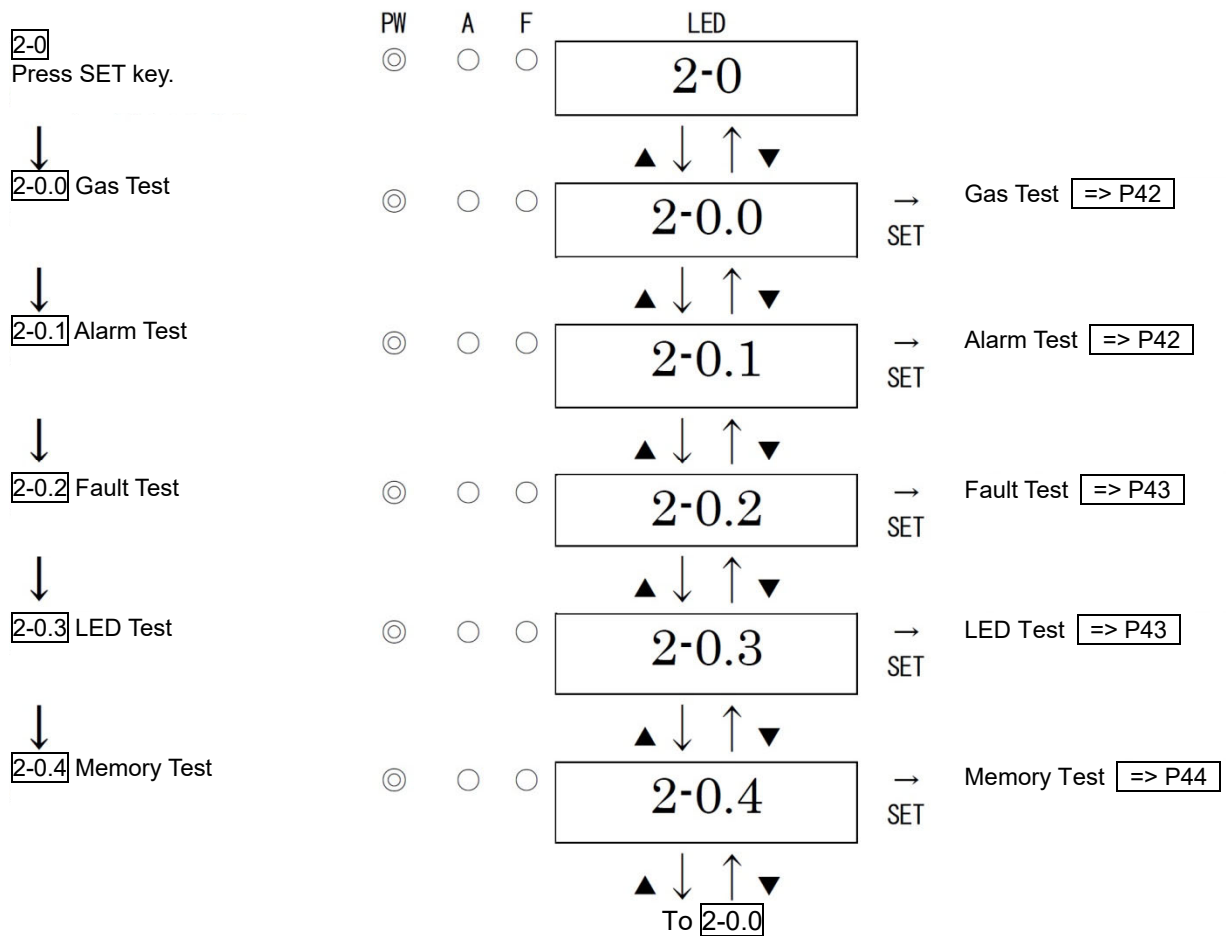 PW A F LED
2-0
Press SET key.
2-0
▲ ↓ ↑ ▼
↓
2-0.0 Gas Test
2-0.0
→
SET
Gas Test => P42
▲ ↓ ↑ ▼
↓
2-0.1 Alarm Test
2-0.1
→
SET
Alarm Test => P42
▲ ↓ ↑ ▼
↓
2-0.2 Fault Test
2-0.2
→
SET
Fault Test => P43
▲ ↓ ↑ ▼
↓
2-0.3 LED Test
2-0.3
→
SET
LED Test => P43
▲ ↓ ↑ ▼
↓
2-0.4 Memory Test
2-0.4
→
SET
Memory Test => P44
▲ ↓ ↑ ▼
To 2-0.0